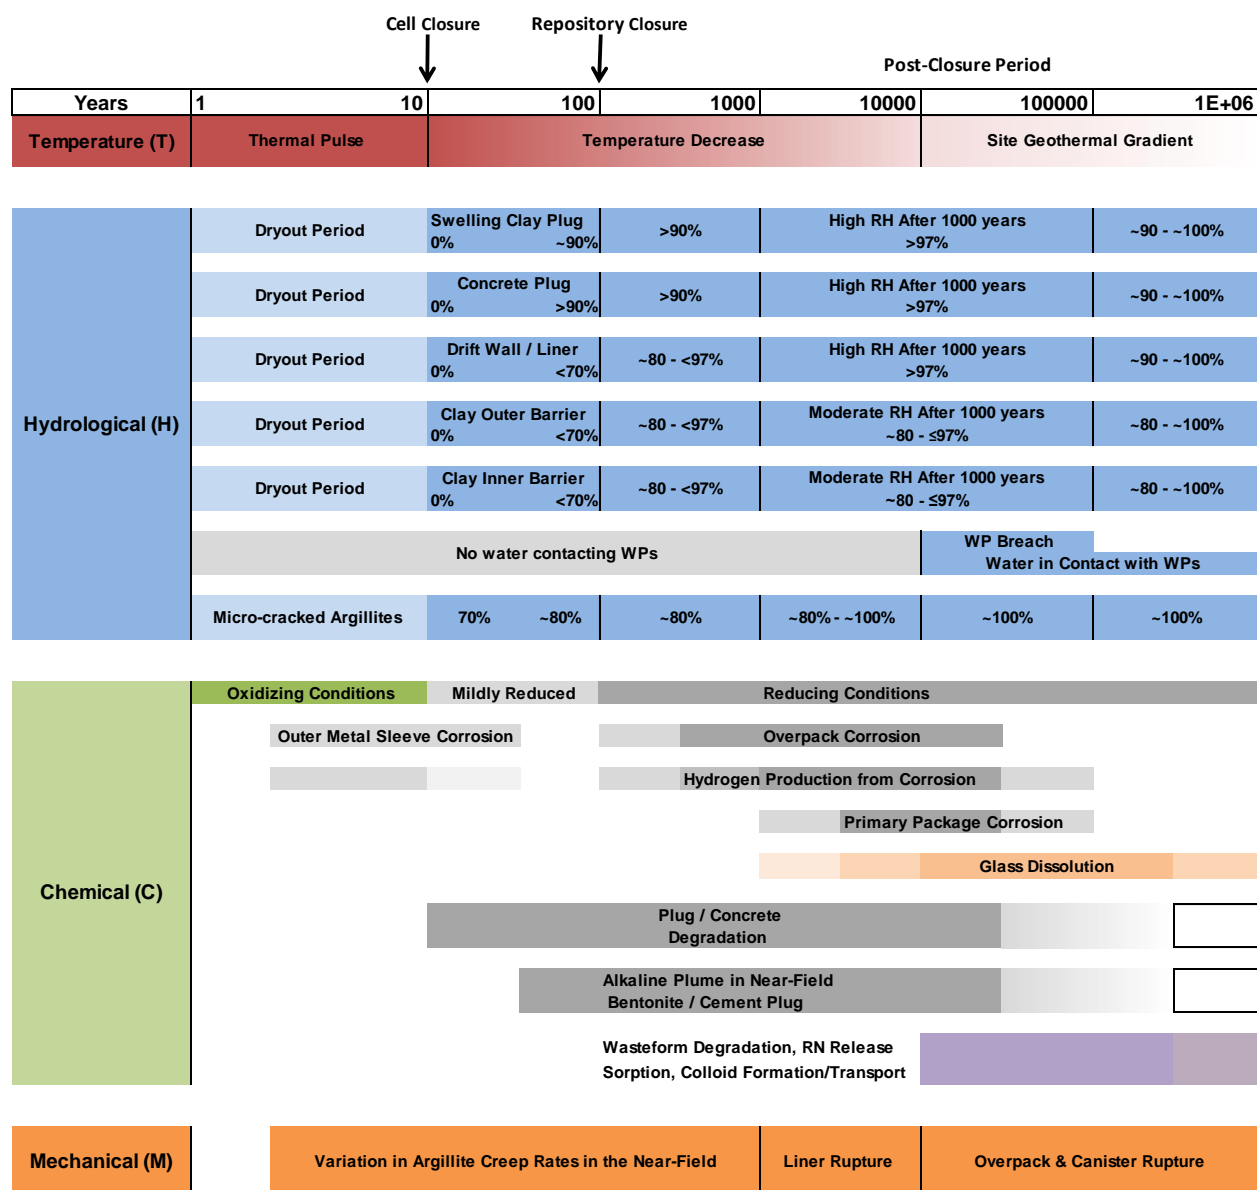 Cell Closure Repository Closure
Post-Closure Period
Years 1 10 100 1000 10000 100000 1E+06
Temperature (T) Thermal Pulse Temperature Decrease Site Geothermal Gradient
Hydrological (H)
Dryout Period Swelling Clay Plug >90% High RH After 1000 years ~90 - ~100%
0% ~90% >97%
Dryout Period Concrete Plug >90% High RH After 1000 years ~90 - ~100%
0% >90% >97%
Dryout Period Drift Wall / Liner ~80 - <97% High RH After 1000 years ~90 - ~100%
0% <70% >97%
Dryout Period Clay Outer Barrier ~80 - <97% Moderate RH After 1000 years ~80 - ~100%
0% <70% ~80 - ≤97%
Dryout Period Clay Inner Barrier ~80 - <97% Moderate RH After 1000 years ~80 - ~100%
0% <70% ~80 - ≤97%
No water contacting WPs WP Breach
Water in Contact with WPs
Micro-cracked Argillites 70% ~80% ~80% ~80% - ~100% ~100% ~100%
Chemical (C)
Oxidizing Conditions Mildly Reduced Reducing Conditions
Outer Metal Sleeve Corrosion Overpack Corrosion
Hydrogen Production from Corrosion
Primary Package Corrosion
Glass Dissolution
Plug / Concrete
Degradation
Alkaline Plume in Near-Field
Bentonite / Cement Plug
Wasteform Degradation, RN Release
Sorption, Colloid Formation/Transport
Mechanical (M) Variation in Argillite Creep Rates in the Near-Field Liner Rupture Overpack & Canister Rupture